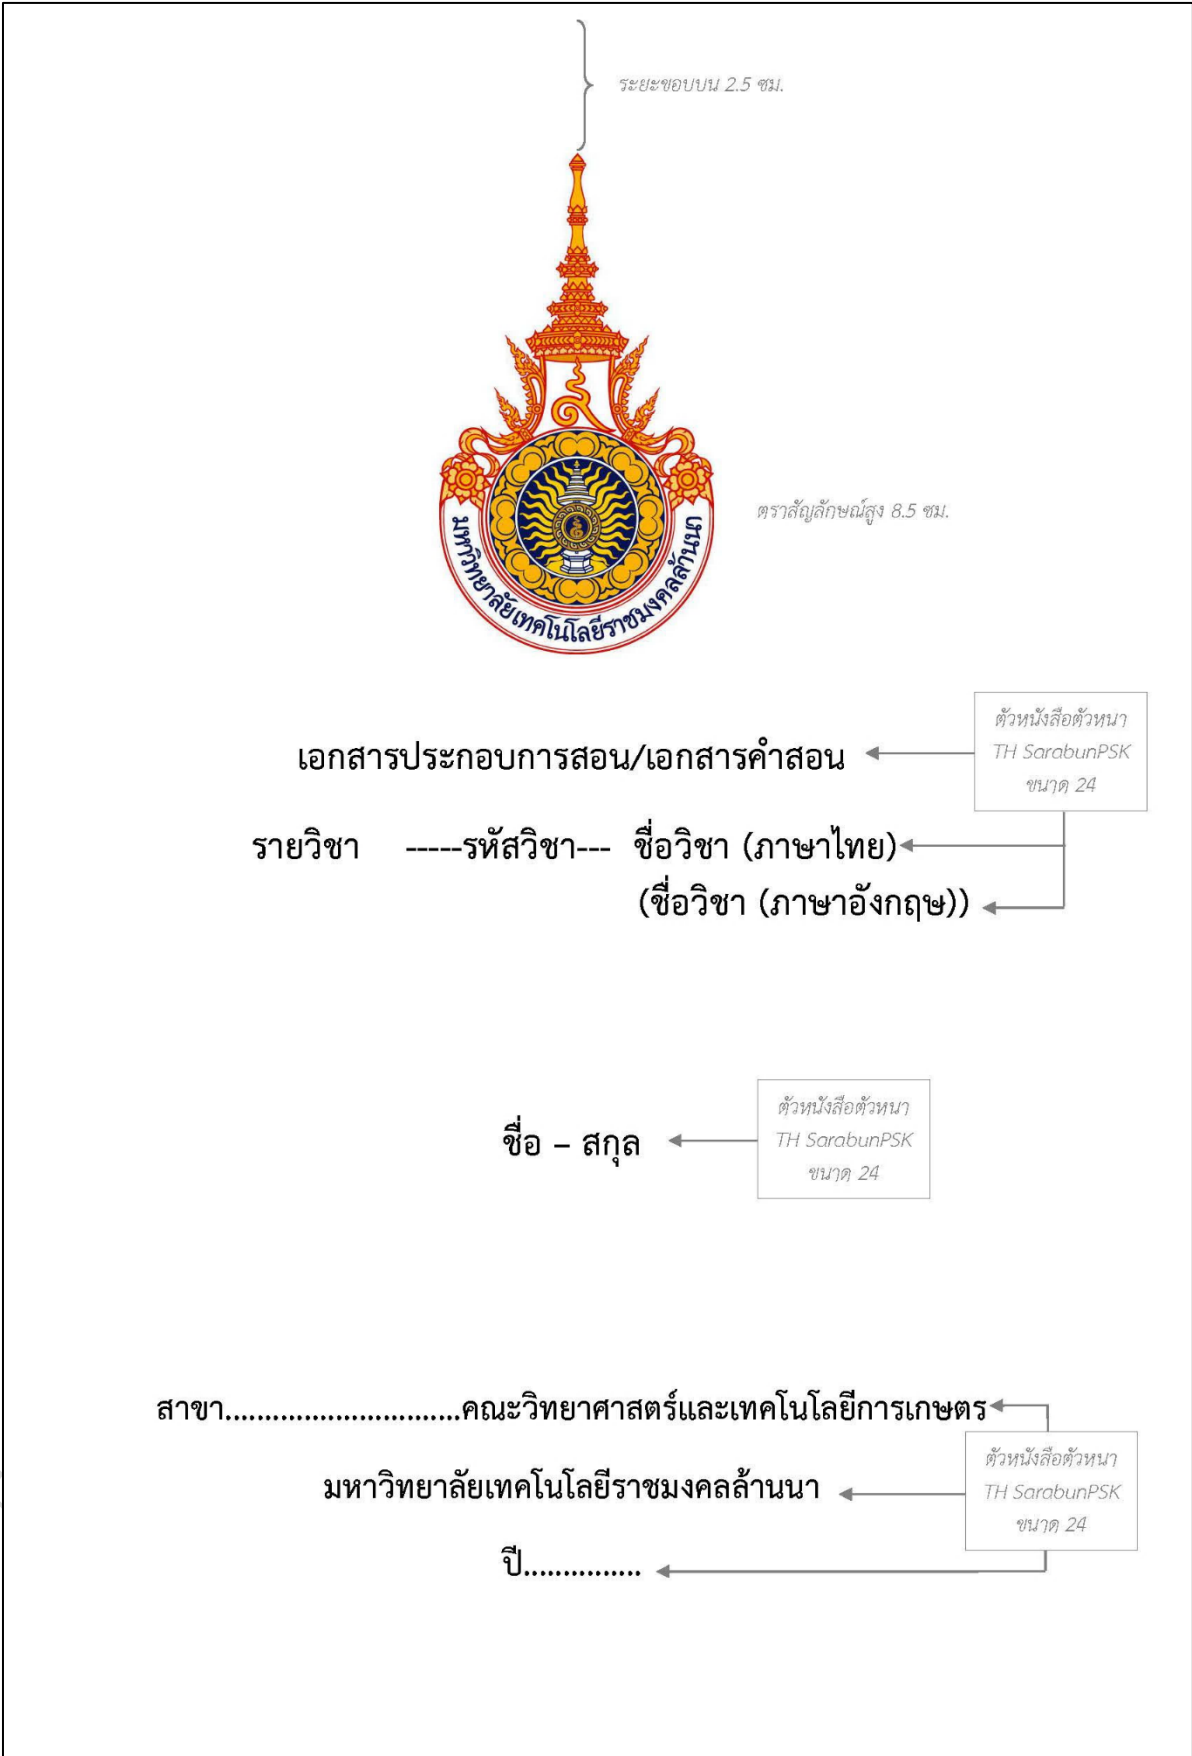 ระยะขอบบน 2.5 ซม.
มหาวิทยาลัยเทคโนโลยีราชมงคลล้านนา
ตราสัญลักษณ์สูง 8.5 ซม.
ตัวหนังสือตัวหนา
TH SarabunPSK
ขนาด 24
เอกสารประกอบการสอน/เอกสารคำสอน
รายวิชา -----รหัสวิชา--- ชื่อวิชา (ภาษาไทย)
(ชื่อวิชา (ภาษาอังกฤษ))
ตัวหนังสือตัวหนา
TH SarabunPSK
ขนาด 24
ชื่อ – สกุล
สาขา..............................คณะวิทยาศาสตร์และเทคโนโลยีการเกษตร
ตัวหนังสือตัวหนา
TH SarabunPSK
ขนาด 24
มหาวิทยาลัยเทคโนโลยีราชมงคลล้านนา
ปี...............